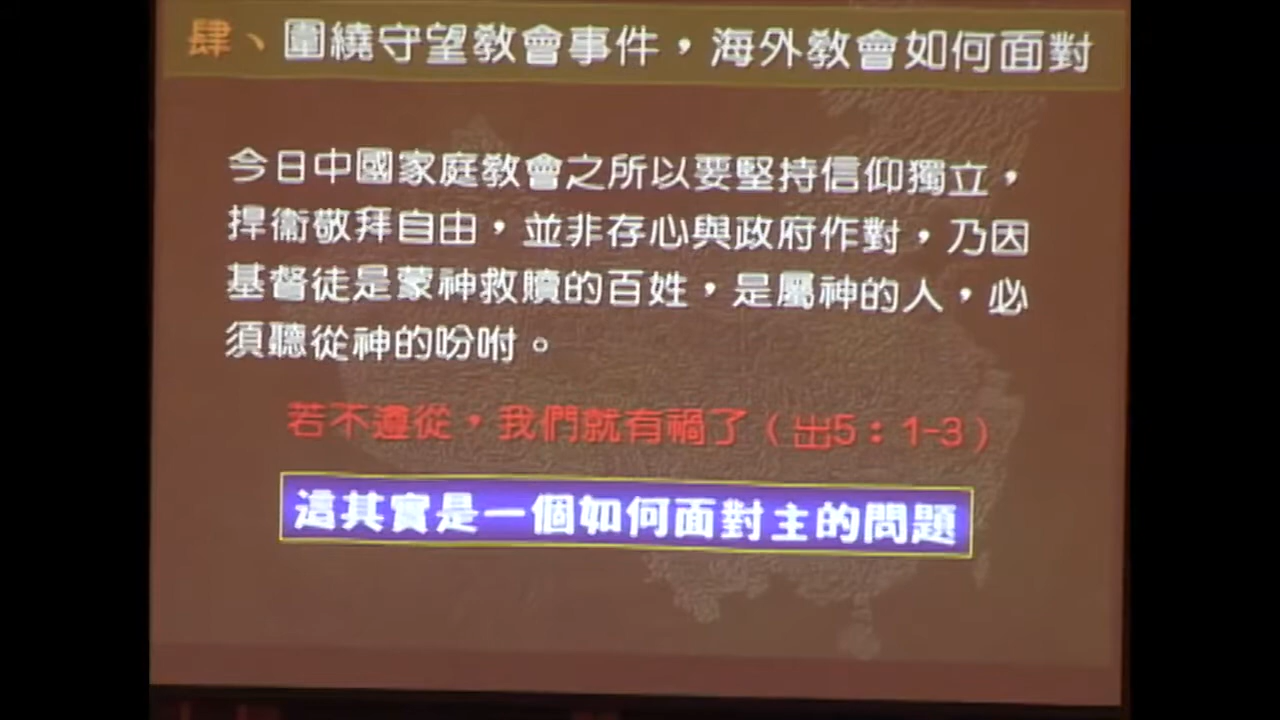 肆、圍繞守望教會事件，海外教會如何面對
今日中國家庭教會之所以要堅持信仰獨立，
捍衛敬拜自由，並非存心與政府作對，乃因
基督徒是蒙神救贖的百姓，是屬神的人，必
須聽從神的吩咐。
若不遵從，我們就有禍了（出5：1-3）
這其實是一個如何面對主的問題